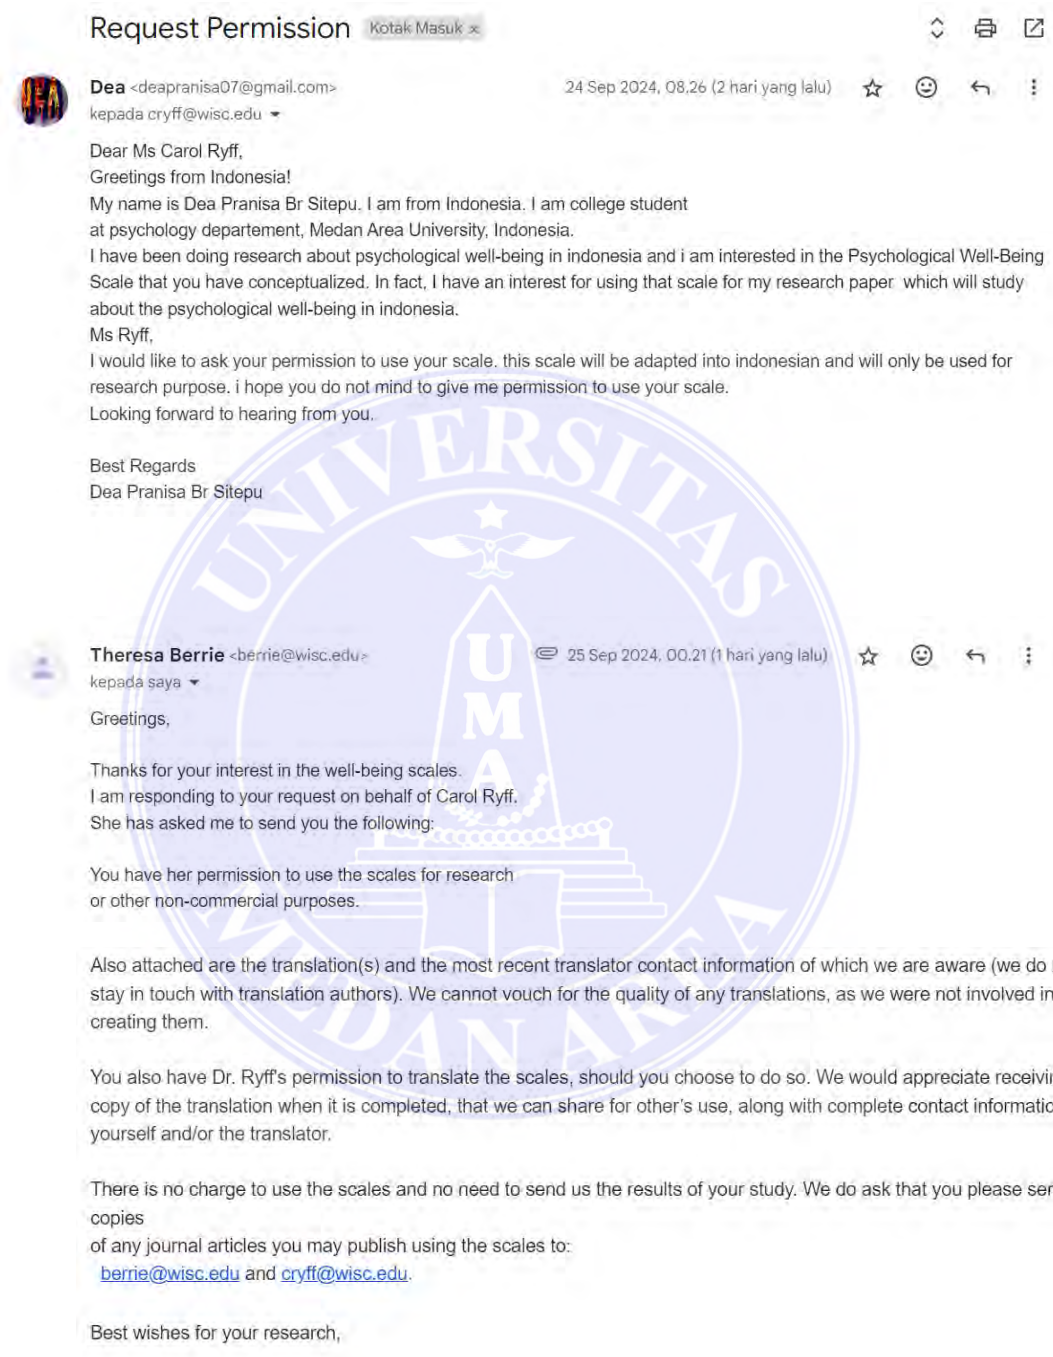 Request Permission Kotak Masuk ×
Dea <deapranisa07@gmail.com> 24 Sep 2024, 08.26 (2 hari yang lalu)
kepada cryff@wisc.edu
Dear Ms Carol Ryff,
Greetings from Indonesia!
My name is Dea Pranisa Br Sitepu. I am from Indonesia. I am college student
at psychology departement, Medan Area University, Indonesia.
I have been doing research about psychological well-being in indonesia and i am interested in the Psychological Well-Being
Scale that you have conceptualized. In fact, I have an interest for using that scale for my research paper which will study
about the psychological well-being in indonesia.
Ms Ryff,
I would like to ask your permission to use your scale. this scale will be adapted into indonesian and will only be used for
research purpose. i hope you do not mind to give me permission to use your scale.
Looking forward to hearing from you.
Best Regards
Dea Pranisa Br Sitepu
Theresa Berrie <berrie@wisc.edu> 25 Sep 2024, 00.21 (1 hari yang lalu)
kepada saya
Greetings,
Thanks for your interest in the well-being scales.
I am responding to your request on behalf of Carol Ryff.
She has asked me to send you the following:
You have her permission to use the scales for research
or other non-commercial purposes.
Also attached are the translation(s) and the most recent translator contact information of which we are aware (we do
stay in touch with translation authors). We cannot vouch for the quality of any translations, as we were not involved in
creating them.
You also have Dr. Ryff's permission to translate the scales, should you choose to do so. We would appreciate receivi
copy of the translation when it is completed, that we can share for other's use, along with complete contact informatio
yourself and/or the translator.
There is no charge to use the scales and no need to send us the results of your study. We do ask that you please ser
copies
of any journal articles you may publish using the scales to:
berrie@wisc.edu and cryff@wisc.edu.
Best wishes for your research,
UNIVERSITAS
UMA
MEDAN AREA
DEA